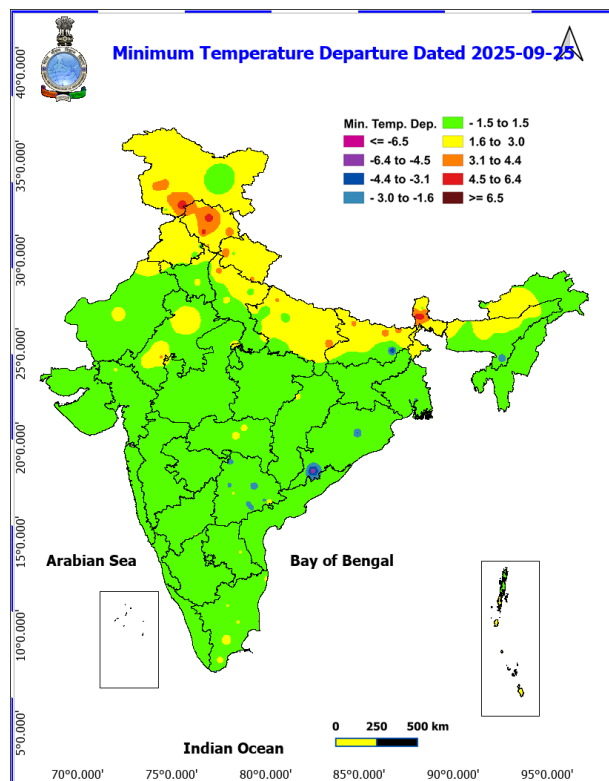 Minimum Temperature Departure Dated 2025-09-25
Min. Temp. Dep.
<= -6.5
-6.4 to -4.5
-4.4 to -3.1
- 3.0 to -1.6
- 1.5 to 1.5
1.6 to 3.0
3.1 to 4.4
4.5 to 6.4
>= 6.5
40°0.000'
35°0.000'
30°0.000'
25°0.000'
20°0.000'
15°0.000'
10°0.000'
5°0.000'
Arabian Sea
Bay of Bengal
0 250 500 km
Indian Ocean
70°0.000' 75°0.000' 80°0.000' 85°0.000' 90°0.000' 95°0.000'